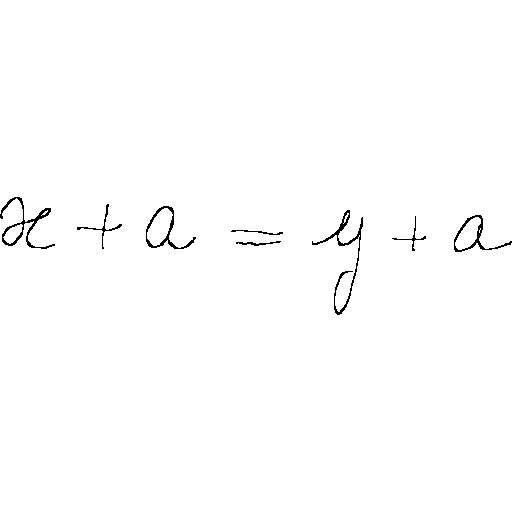 x + a = y + a